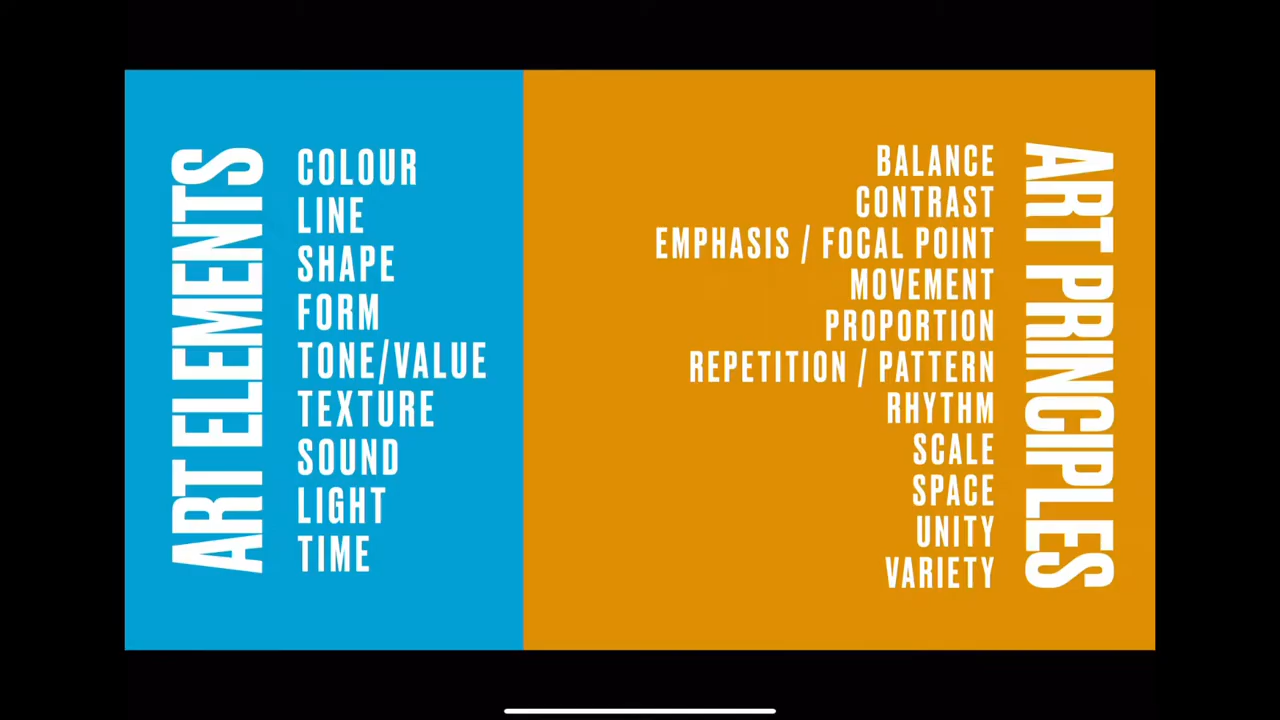 ART ELEMENTS
COLOUR
LINE
SHAPE
FORM
TONE/VALUE
TEXTURE
SOUND
LIGHT
TIME
BALANCE
CONTRAST
EMPHASIS / FOCAL POINT
MOVEMENT
PROPORTION
REPETITION / PATTERN
RHYTHM
SCALE
SPACE
UNITY
VARIETY
ART PRINCIPLES